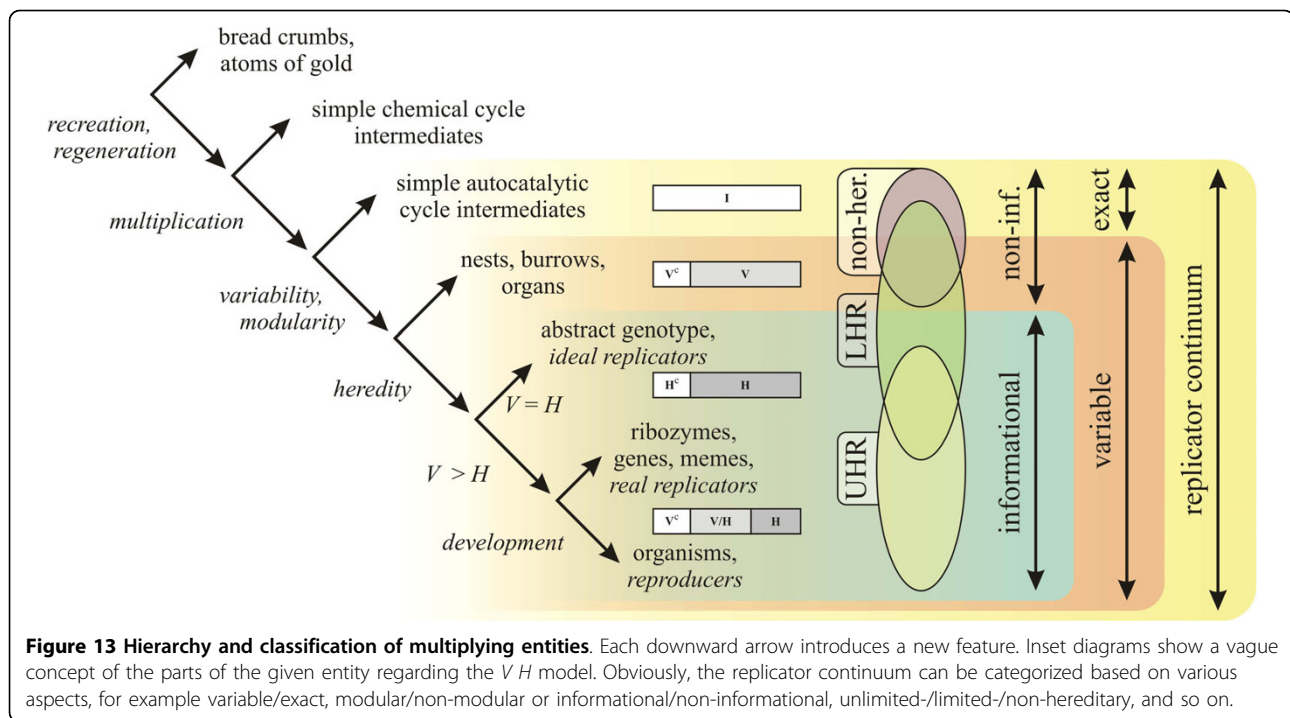 bread crumbs,
atoms of gold
recreation,
regeneration
simple chemical cycle
intermediates
multiplication
simple autocatalytic
cycle intermediates
I
variability,
modularity
nests, burrows,
organs
Vᶜ V
heredity
abstract genotype,
ideal replicators
V = H
Hᶜ H
V > H
ribozymes,
genes, memes,
real replicators
Vᶜ V/H H
development
organisms,
reproducers
non-her.
LHR
UHR
non-inf.
informational
exact
variable
replicator continuum
Figure 13 Hierarchy and classification of multiplying entities. Each downward arrow introduces a new feature. Inset diagrams show a vague
concept of the parts of the given entity regarding the V H model. Obviously, the replicator continuum can be categorized based on various
aspects, for example variable/exact, modular/non-modular or informational/non-informational, unlimited-/limited-/non-hereditary, and so on.